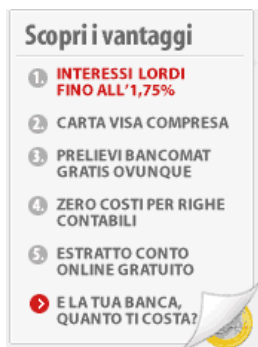 Scopri i vantaggi
1. INTERESSI LORDI
FINO ALL'1,75%
2. CARTA VISA COMPRESA
3. PRELIEVI BANCOMAT
GRATIS OVUNQUE
4. ZERO COSTI PER RIGHE
CONTABILI
5. ESTRATTO CONTO
ONLINE GRATUITO
E LA TUA BANCA,
QUANTO TI COSTA?